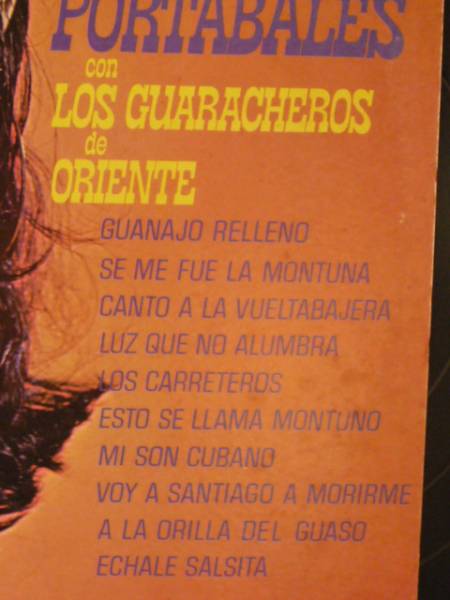 PORTABALES
con
LOS GUARACHEROS
de
ORIENTE
GUANAJO RELLENO
SE ME FUE LA MONTUNA
CANTO A LA VUELTABAJERA
LUZ QUE NO ALUMBRA
LOS CARRETEROS
ESTO SE LLAMA MONTUNO
MI SON CUBANO
VOY A SANTIAGO A MORIRME
A LA ORILLA DEL GUASO
ECHALE SALSITA